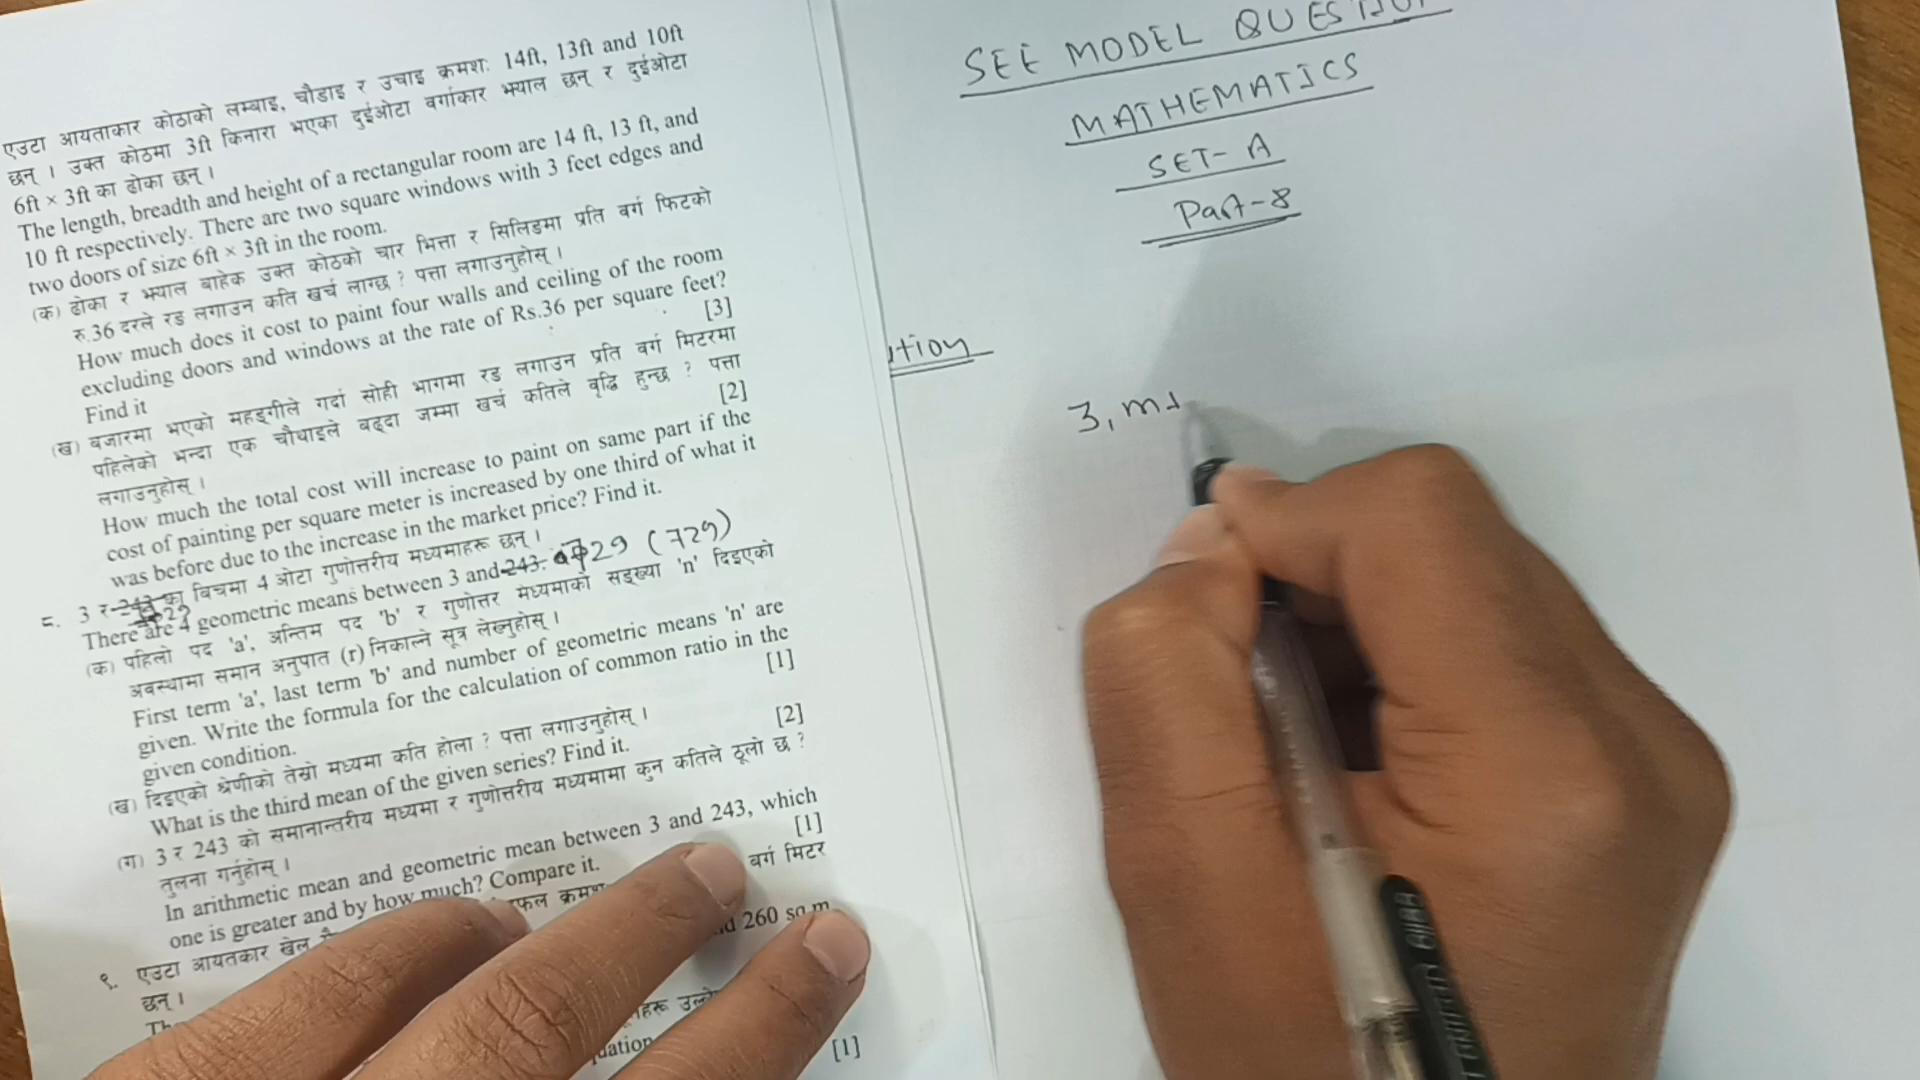 एउटा आयताकार कोठाको लम्बाइ, चौडाइ र उचाइ क्रमशः 14ft, 13ft and 10ft
छन् । उक्त कोठमा 3ft किनारा भएका दुईओटा वर्गाकार भ्याल छन् र दुईओटा
6ft × 3ft का ढोका छन् ।
The length, breadth and height of a rectangular room are 14 ft, 13 ft, and
10 ft respectively. There are two square windows with 3 feet edges and
two doors of size 6ft × 3ft in the room.
(क) ढोका र भ्याल बाहेक उक्त कोठको चार भित्ता र सिलिङमा प्रति वर्ग फिटको
रु.36 दरले रङ लगाउन कति खर्च लाग्छ ? पत्ता लगाउनुहोस् ।
How much does it cost to paint four walls and ceiling of the room
excluding doors and windows at the rate of Rs.36 per square feet?
Find it [3]
(ख) बजारमा भएको महङ्गीले गर्दा सोही भागमा रङ लगाउन प्रति वर्ग मिटरमा
पहिलेको भन्दा एक चौथाइले बढ्दा जम्मा खर्च कतिले वृद्धि हुन्छ ? पत्ता
लगाउनुहोस् । [2]
How much the total cost will increase to paint on same part if the
cost of painting per square meter is increased by one third of what it
was before due to the increase in the market price? Find it.
८. 3 र 243 का बिचमा 4 ओटा गुणोत्तरीय मध्यमाहरू छन् ।
There are 4 geometric means between 3 and 243. 729 (729)
(क) पहिलो पद 'a', अन्तिम पद 'b' र गुणोत्तर मध्यमाको सङ्ख्या 'n' दिइएको
अवस्थामा समान अनुपात (r) निकाल्ने सूत्र लेख्नुहोस् ।
First term 'a', last term 'b' and number of geometric means 'n' are
given. Write the formula for the calculation of common ratio in the
given condition. [1]
(ख) दिइएको श्रेणीको तेस्रो मध्यमा कति होला ? पत्ता लगाउनुहोस् ।
What is the third mean of the given series? Find it. [2]
(ग) 3 र 243 को समानान्तरीय मध्यमा र गुणोत्तरीय मध्यमामा कुन कतिले ठूलो छ ?
तुलना गर्नुहोस् ।
In arithmetic mean and geometric mean between 3 and 243, which
one is greater and by how much? Compare it. [1]
९. एउटा आयतकार खेल वर्ग मिटर
छन् ।
260 sq.m
[1]
SEE MODEL QUESTION
MATHEMATICS
SET- A
Part-8
ution
3, m1